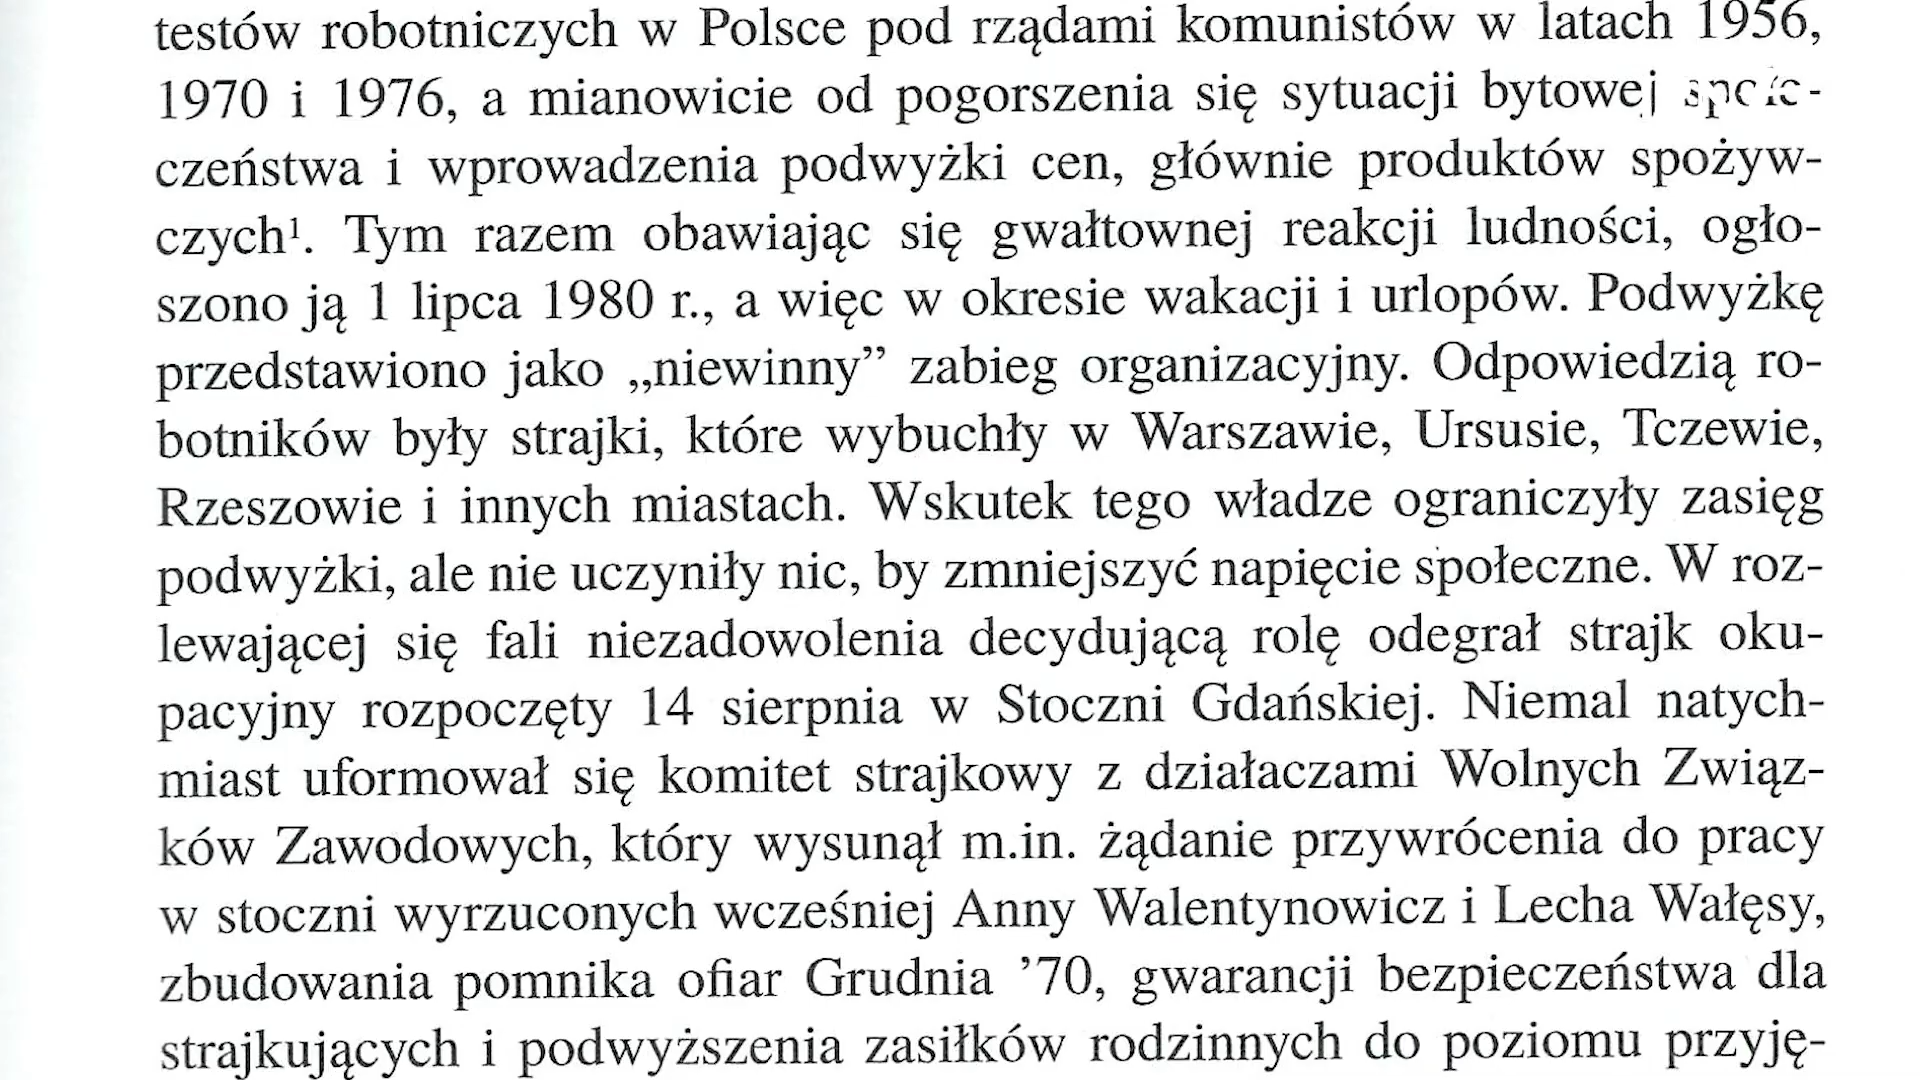 testów robotniczych w Polsce pod rządami komunistów w latach 1956,
1970 i 1976, a mianowicie od pogorszenia się sytuacji bytowej
czeństwa i wprowadzenia podwyżki cen, głównie produktów spożyw-
czych¹. Tym razem obawiając się gwałtownej reakcji ludności, ogło-
szono ją 1 lipca 1980 r., a więc w okresie wakacji i urlopów. Podwyżkę
przedstawiono jako „niewinny” zabieg organizacyjny. Odpowiedzią ro-
botników były strajki, które wybuchły w Warszawie, Ursusie, Tczewie,
Rzeszowie i innych miastach. Wskutek tego władze ograniczyły zasięg
podwyżki, ale nie uczyniły nic, by zmniejszyć napięcie społeczne. W roz-
lewającej się fali niezadowolenia decydującą rolę odegrał strajk oku-
pacyjny rozpoczęty 14 sierpnia w Stoczni Gdańskiej. Niemal natych-
miast uformował się komitet strajkowy z działaczami Wolnych Związ-
ków Zawodowych, który wysunął m.in. żądanie przywrócenia do pracy
w stoczni wyrzuconych wcześniej Anny Walentynowicz i Lecha Wałęsy,
zbudowania pomnika ofiar Grudnia ’70, gwarancji bezpieczeństwa dla
strajkujących i podwyższenia zasiłków rodzinnych do poziomu przyję-